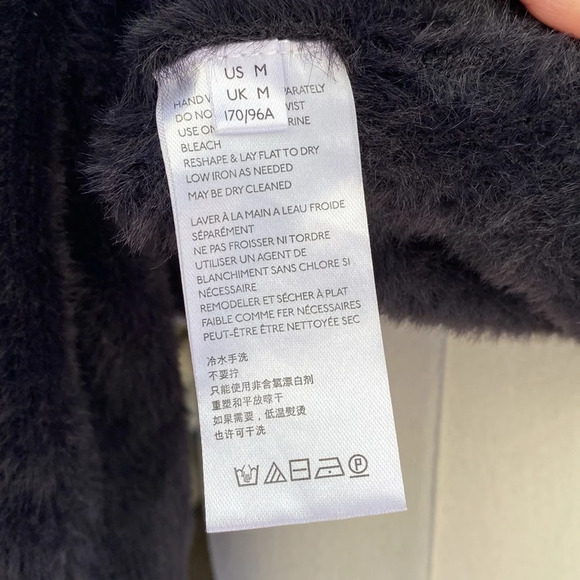 US M
UK M
170/96A
HAND
DO NO
USE ON
BLEACH
RESHAPE & LAY FLAT TO DRY
LOW IRON AS NEEDED
MAY BE DRY CLEANED
LAVER À LA MAIN A LEAU FROIDE
SÉPARÉMENT
NE PAS FROISSER NI TORDRE
UTILISER UN AGENT DE
BLANCHIMENT SANS CHLORE SI
NÉCESSAIRE
REMODELER ET SÉCHER À PLAT
FAIBLE COMME FER NÉCESSAIRES
PEUT-ÊTRE ÊTRE NETTOYÉE SEC
冷水手洗
不要拧
只能使用非含氯漂白剂
重塑和平放晾干
如果需要，低温熨烫
也许可干洗
P